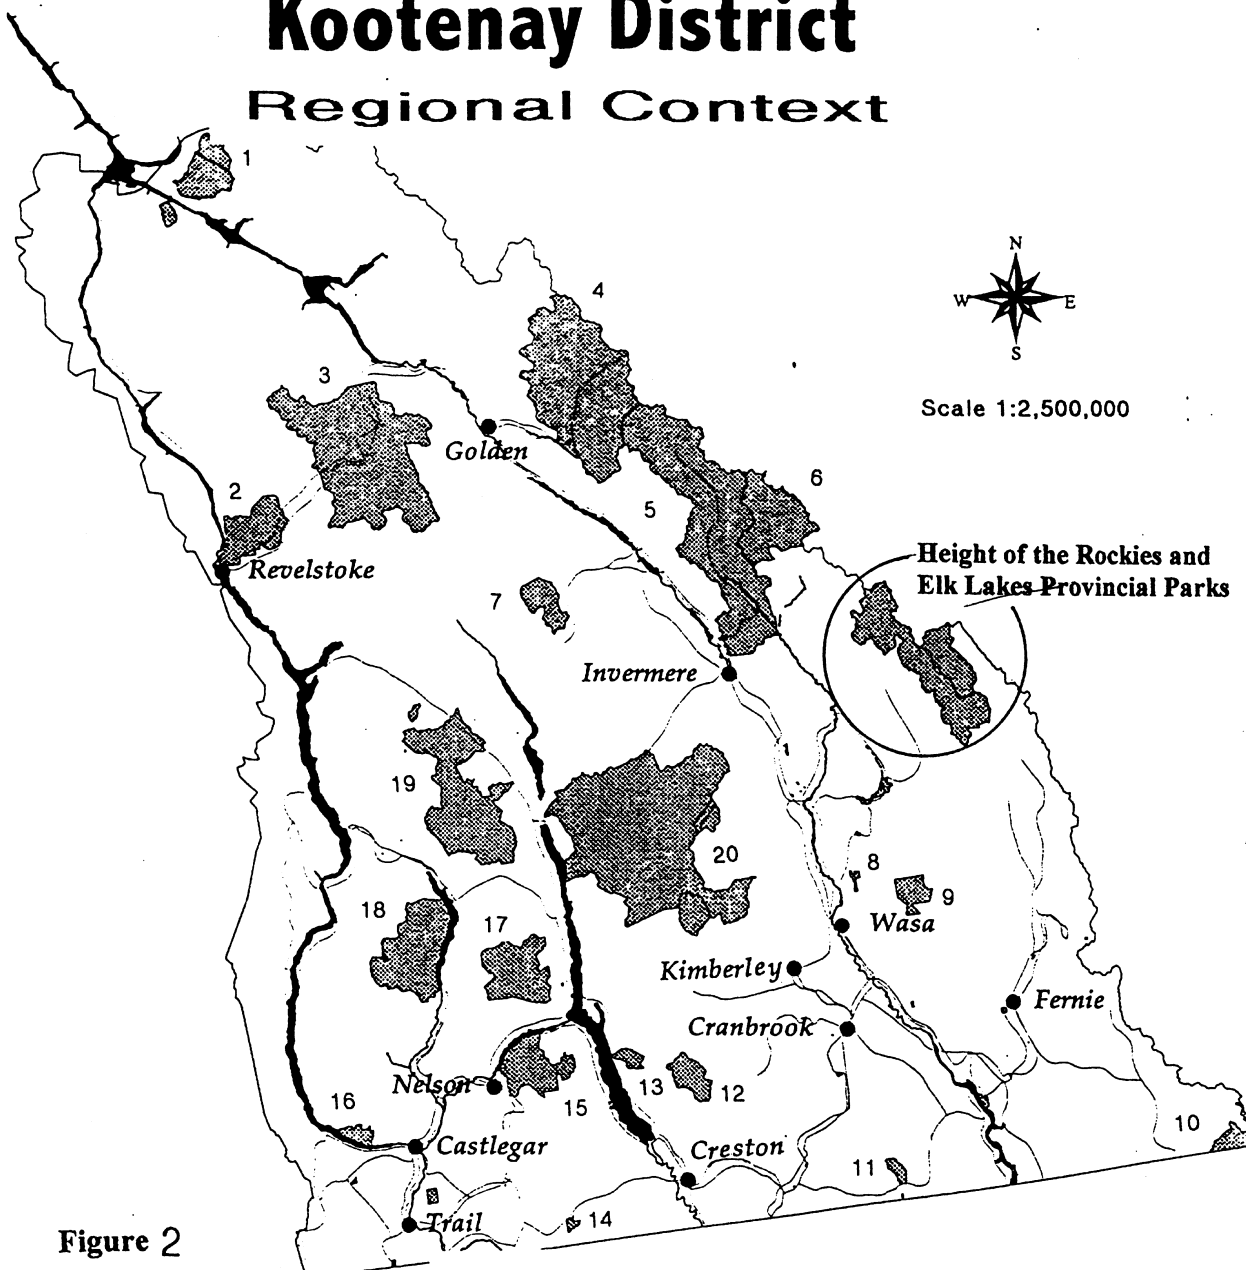 Kootenay District
Regional Context
1
N
W E
S
4
3
Scale 1:2,500,000
Golden
2
5
6
Revelstoke
Height of the Rockies and
Elk Lakes Provincial Parks
7
Invermere
19
20
8
9
18
17
Wasa
Kimberley
Fernie
Cranbrook
Nelson
13
12
15
16
10
Castlegar
Creston
11
14
Trail
Figure 2